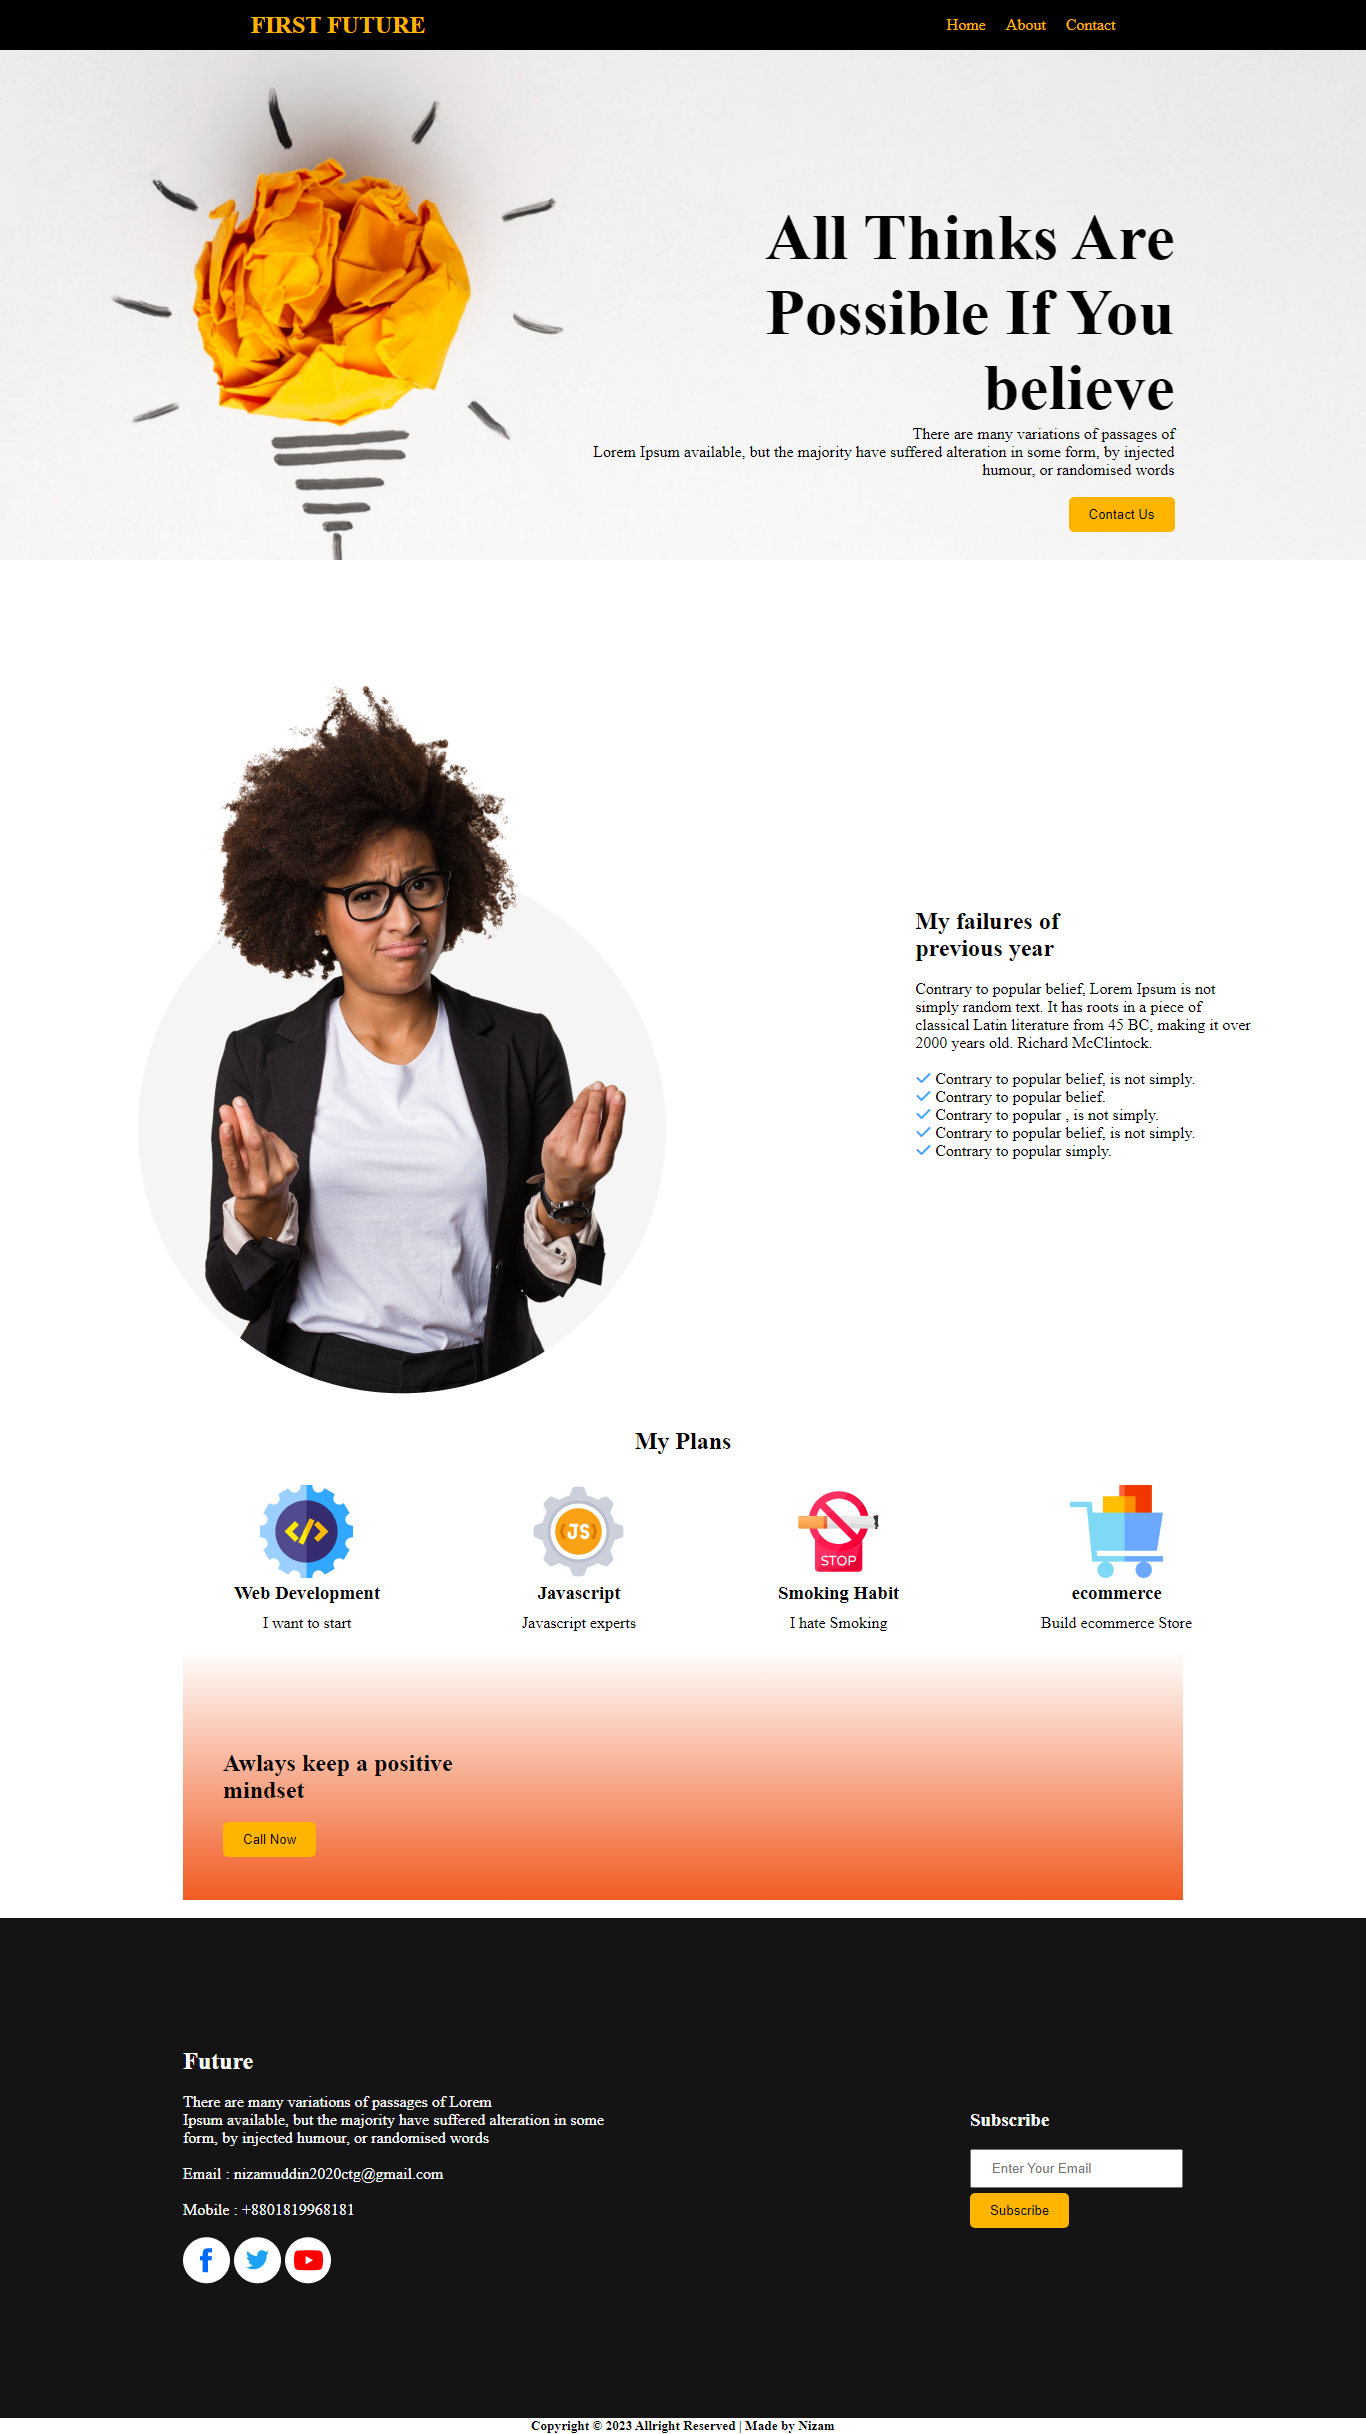 FIRST FUTURE
Home About Contact
All Thinks Are
Possible If You
believe
There are many variations of passages of
Lorem Ipsum available, but the majority have suffered alteration in some form, by injected
humour, or randomised words
Contact Us
My failures of
previous year
Contrary to popular belief, Lorem Ipsum is not
simply random text. It has roots in a piece of
classical Latin literature from 45 BC, making it over
2000 years old. Richard McClintock.
Contrary to popular belief, is not simply.
Contrary to popular belief.
Contrary to popular , is not simply.
Contrary to popular belief, is not simply.
Contrary to popular simply.
My Plans
</>
JS
STOP
Web Development
Javascript
Smoking Habit
ecommerce
I want to start
Javascript experts
I hate Smoking
Build ecommerce Store
Awlays keep a positive
mindset
Call Now
Future
There are many variations of passages of Lorem
Ipsum available, but the majority have suffered alteration in some
form, by injected humour, or randomised words
Email : nizamuddin2020ctg@gmail.com
Mobile : +8801819968181
Subscribe
Enter Your Email
Subscribe
Copyright © 2023 Allright Reserved | Made by Nizam